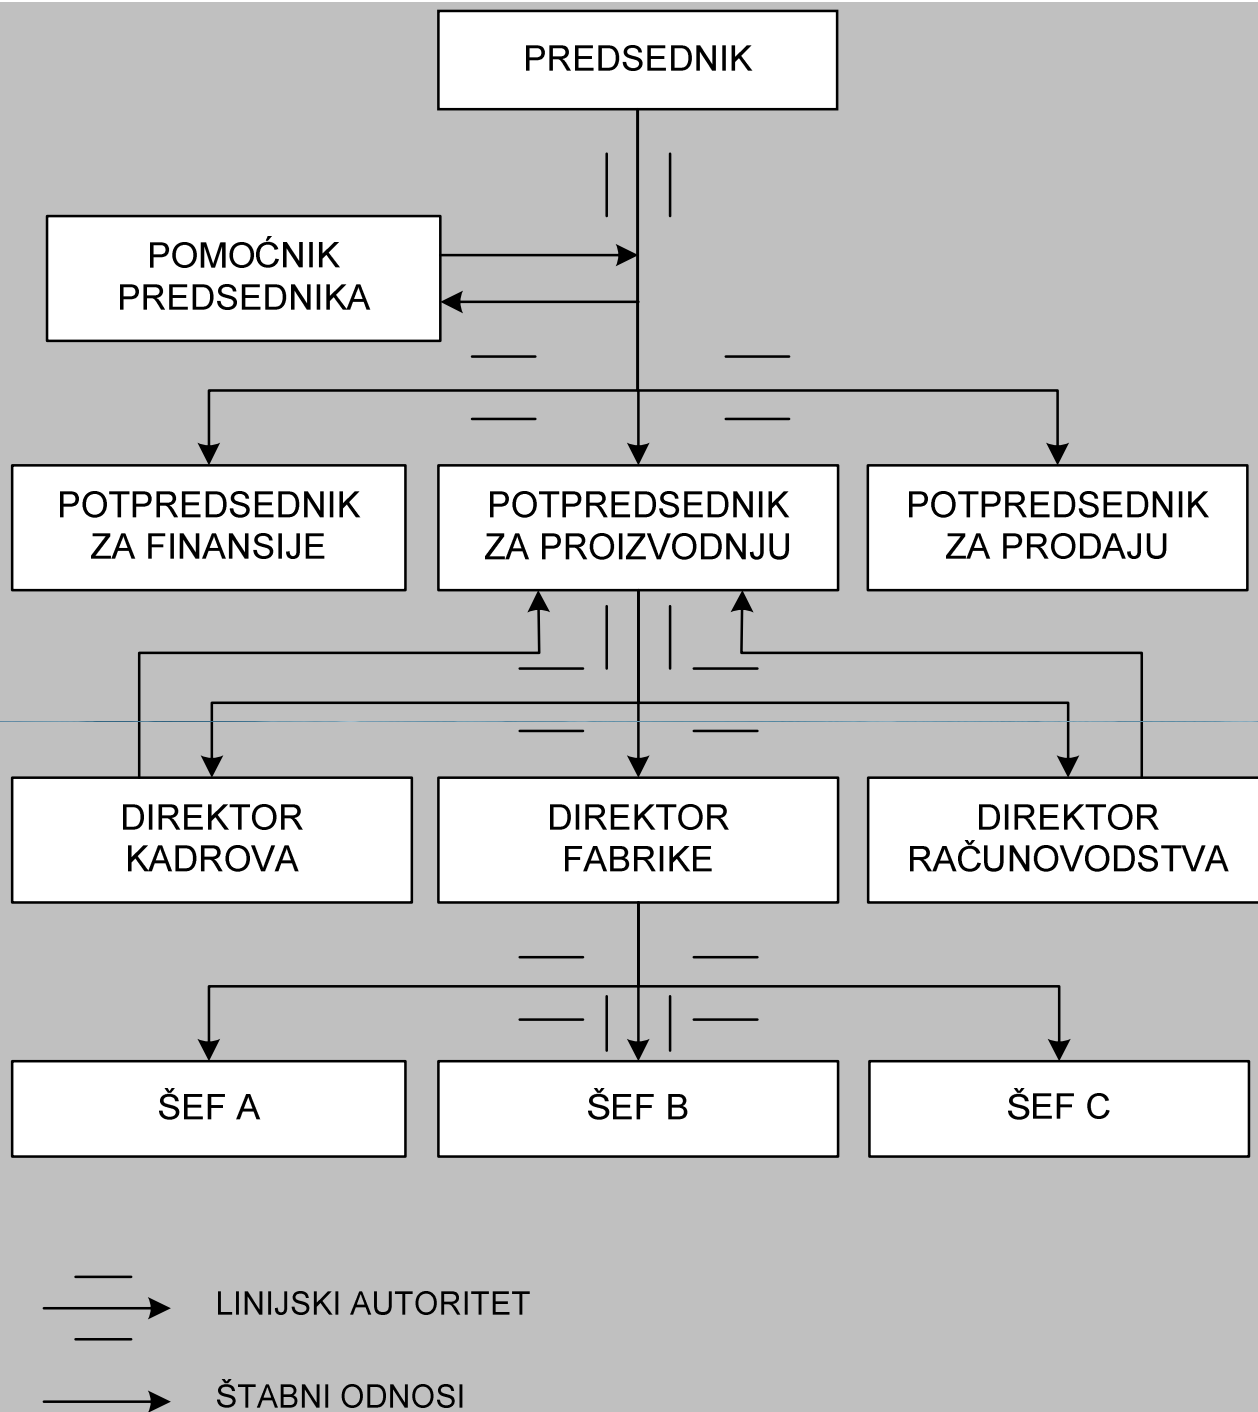 PREDSEDNIK
POMOĆNIK
PREDSEDNIKA
POTPREDSEDNIK
ZA FINANSIJE
POTPREDSEDNIK
ZA PROIZVODNJU
POTPREDSEDNIK
ZA PRODAJU
DIREKTOR
KADROVA
DIREKTOR
FABRIKE
DIREKTOR
RAČUNOVODSTVA
ŠEF A
ŠEF B
ŠEF C
LINIJSKI AUTORITET
ŠTABNI ODNOSI